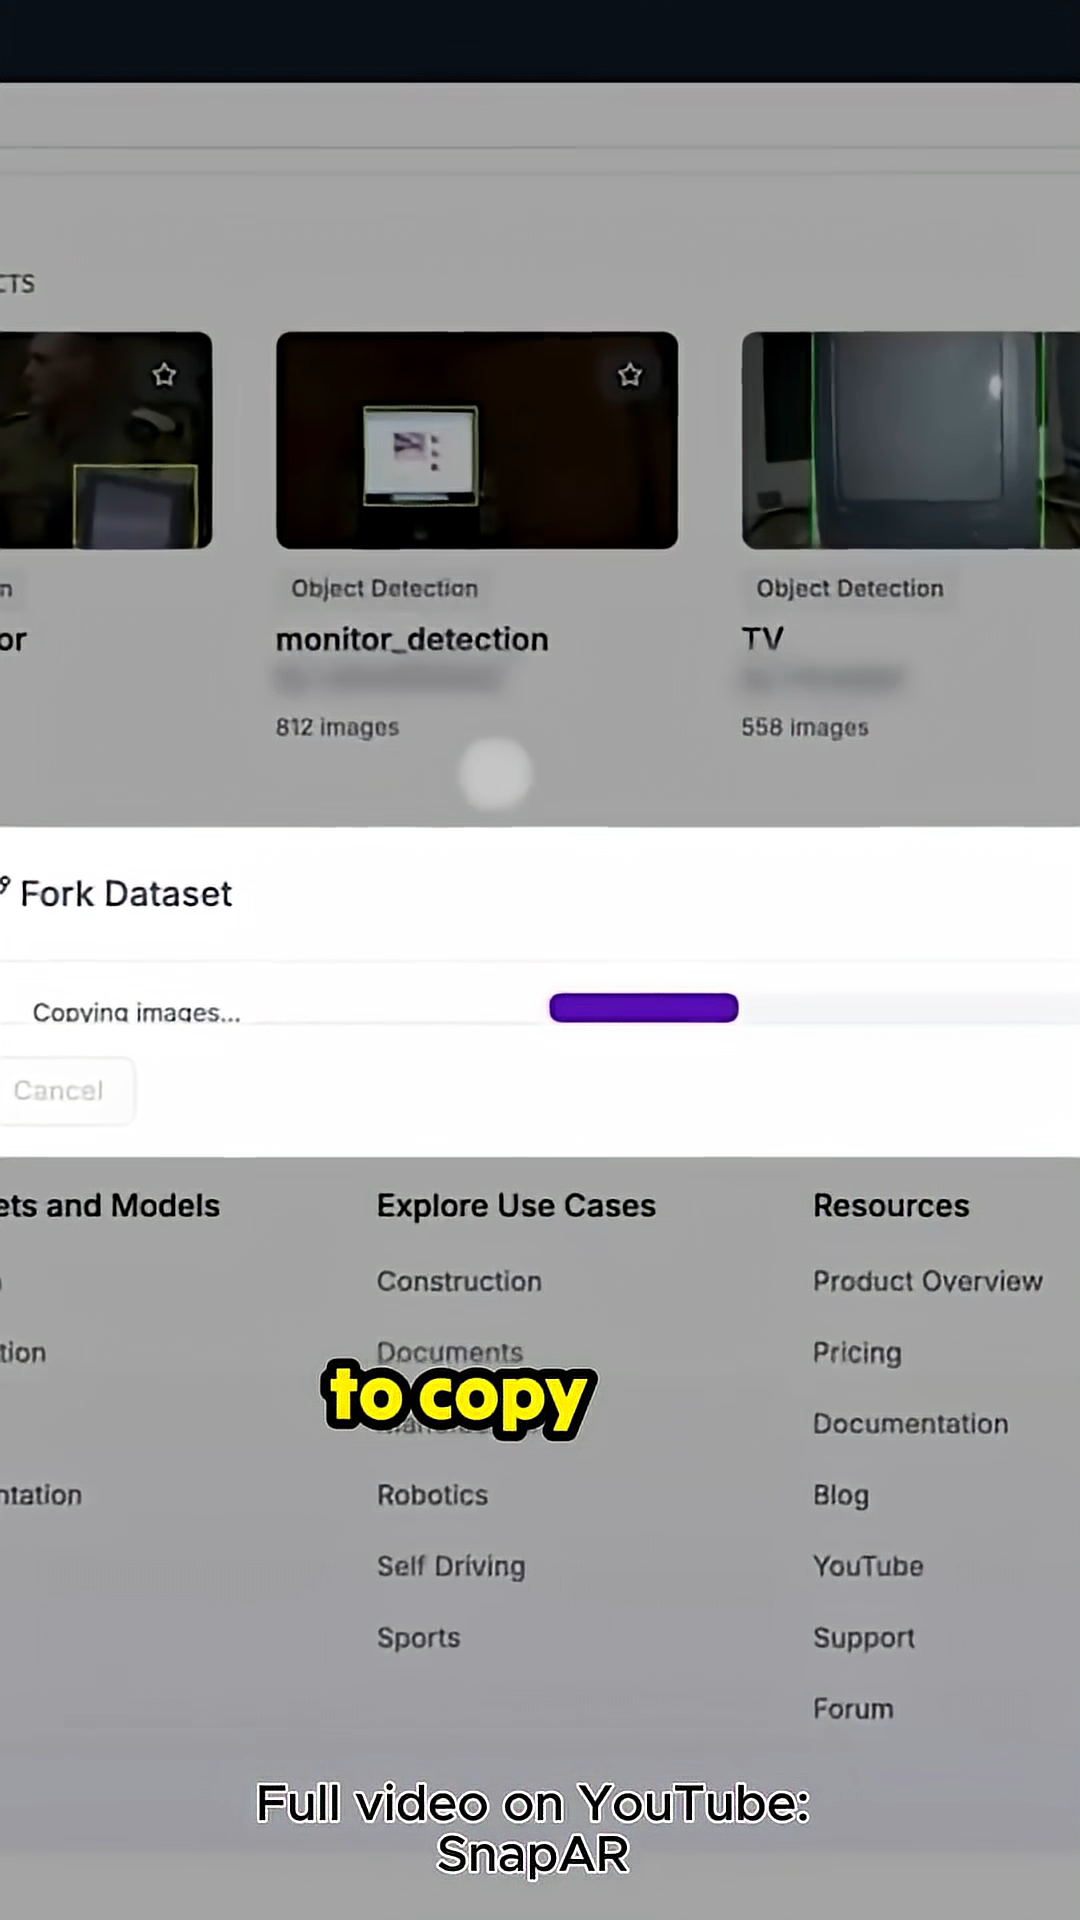 CTS
n
Object Detection
Object Detection
or
monitor_detection
TV
812 images
558 images
Fork Dataset
Copying images...
Cancel
ets and Models
Explore Use Cases
Resources
Construction
Product Overview
tion
Documents
Pricing
to copy
Documentation
ntation
Robotics
Blog
Self Driving
YouTube
Sports
Support
Forum
Full video on YouTube:
SnapAR